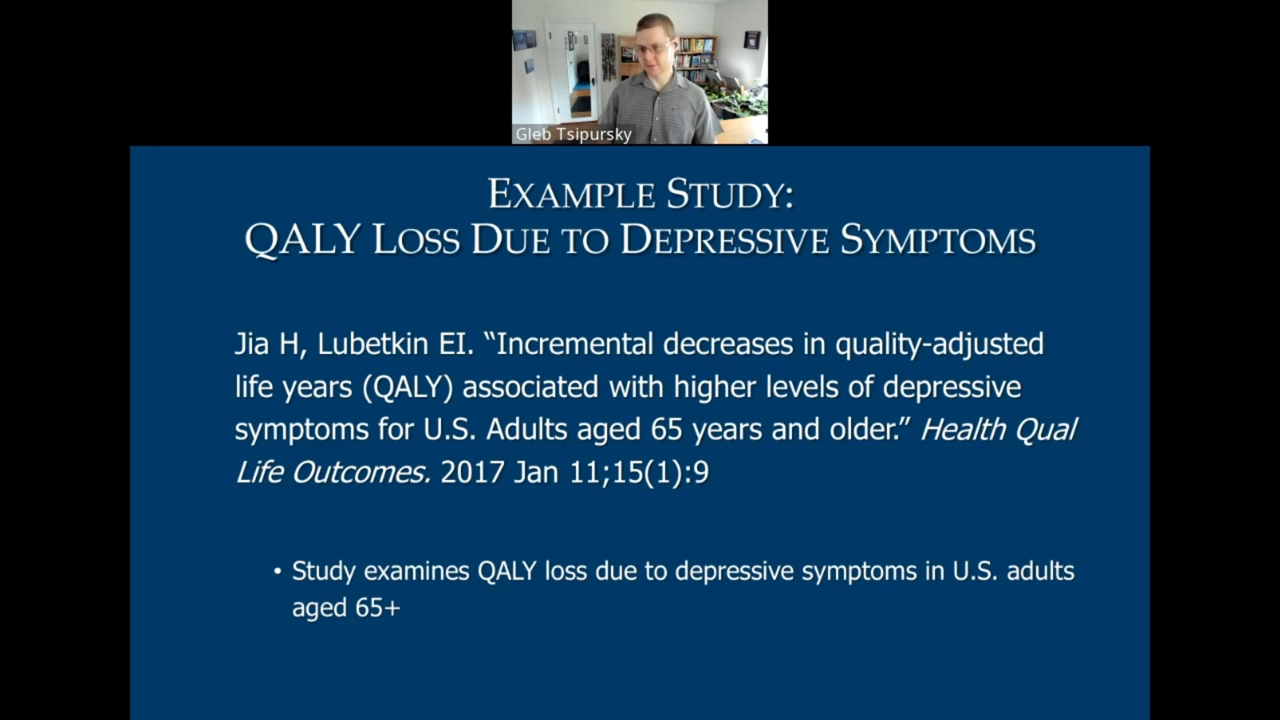 Gleb Tsipursky
EXAMPLE STUDY:
QALY LOSS DUE TO DEPRESSIVE SYMPTOMS
Jia H, Lubetkin EI. “Incremental decreases in quality-adjusted
life years (QALY) associated with higher levels of depressive
symptoms for U.S. Adults aged 65 years and older.” Health Qual
Life Outcomes. 2017 Jan 11;15(1):9
• Study examines QALY loss due to depressive symptoms in U.S. adults
aged 65+